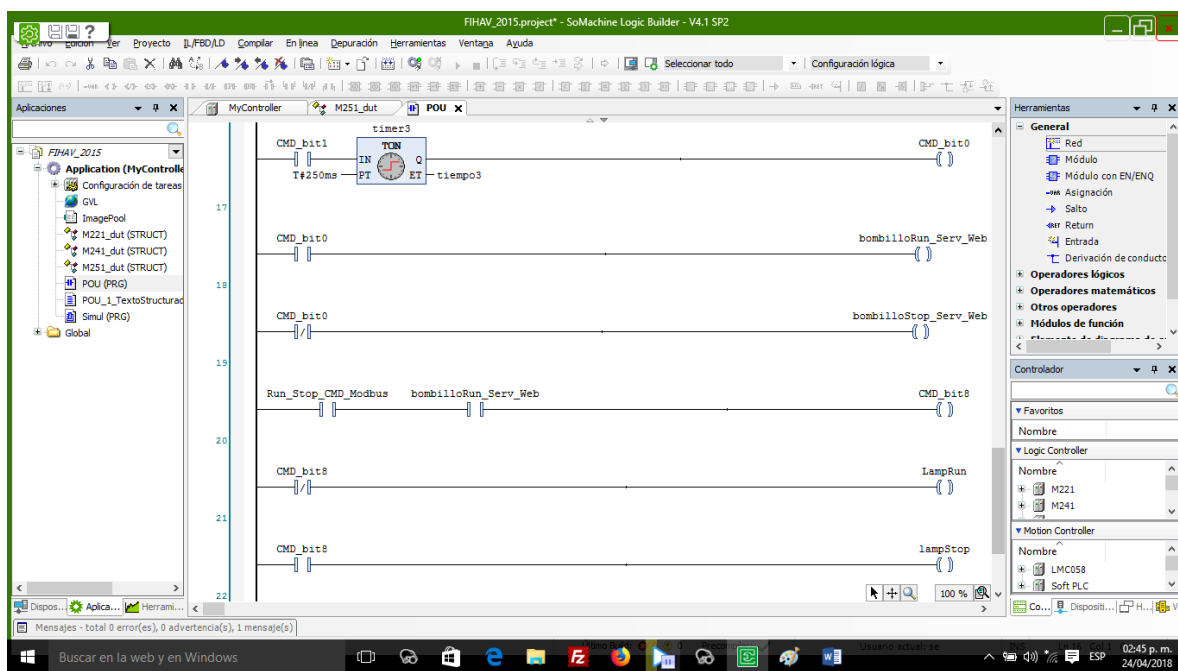 FIHAV_2015.project* - SoMachine Logic Builder - V4.1 SP2
Ver Proyecto IL/FBD/LD Compilar En línea Depuración Herramientas Ventana Ayuda
Seleccionar todo
Configuración lógica
Aplicaciones
FIHAV_2015
Application (MyControlle
Configuración de tareas
GVL
ImagePool
M221_dut (STRUCT)
M241_dut (STRUCT)
M251_dut (STRUCT)
POU (PRG)
POU_1_TextoStructurad
Simul (PRG)
Global
Dispos...
Aplica...
Herrami...
MyController
M251_dut
POU
timer3
CMD_bit1
TON
CMD_bit0
IN Q
T#250ms PT ET tiempo3
17
CMD_bit0
bombilloRun_Serv_Web
18
CMD_bit0
bombilloStop_Serv_Web
19
Run_Stop_CMD_Modbus bombilloRun_Serv_Web
CMD_bit8
20
CMD_bit8
LampRun
21
CMD_bit8
lampStop
22
100 %
Herramientas
General
Red
Módulo
Módulo con EN/ENQ
Asignación
Salto
Return
Entrada
Derivación de conducto
Operadores lógicos
Operadores matemáticos
Otros operadores
Módulos de función
Controlador
Favoritos
Nombre
Logic Controller
Nombre
M221
M241
Motion Controller
Nombre
LMC058
Soft PLC
Co...
Dispositi...
H...
V
Mensajes - total 0 error(es), 0 advertencia(s), 1 mensaje(s)
Buscar en la web y en Windows
Usuario actual: se
ESP
02:45 p. m.
24/04/2018